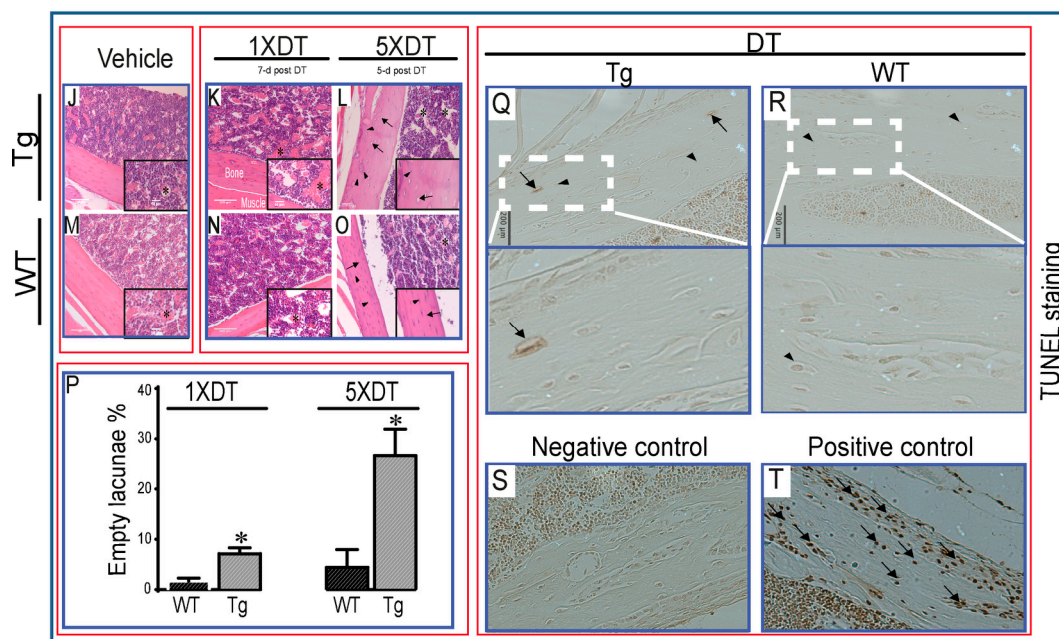 Vehicle
1XDT
7-d post DT
5XDT
5-d post DT
DT
Tg
WT
Tg
WT
J
K
Bone
Muscle
L
M
N
O
Q
200 µm
R
200 µm
TUNEL staining
P
Empty lacunae %
40
30
20
10
0
1XDT
5XDT
*
*
WT
Tg
WT
Tg
Negative control
Positive control
S
T